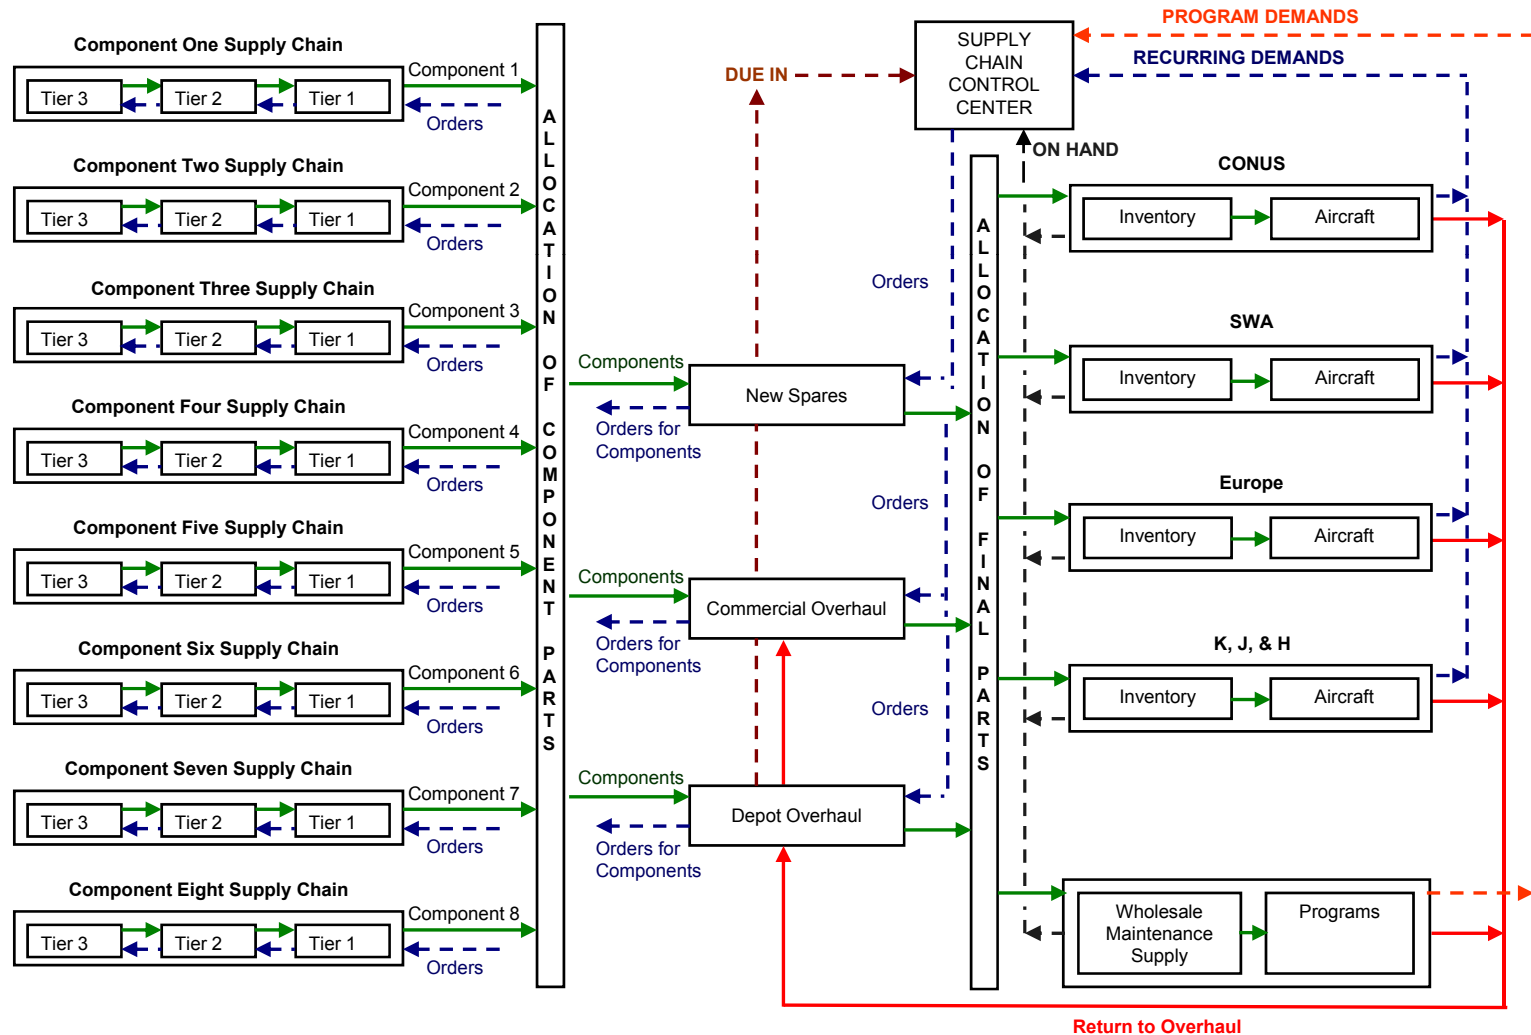 Component One Supply Chain
Tier 3
Tier 2
Tier 1
Component 1
Orders
Component Two Supply Chain
Tier 3
Tier 2
Tier 1
Component 2
Orders
Component Three Supply Chain
Tier 3
Tier 2
Tier 1
Component 3
Orders
Component Four Supply Chain
Tier 3
Tier 2
Tier 1
Component 4
Orders
Component Five Supply Chain
Tier 3
Tier 2
Tier 1
Component 5
Orders
Component Six Supply Chain
Tier 3
Tier 2
Tier 1
Component 6
Orders
Component Seven Supply Chain
Tier 3
Tier 2
Tier 1
Component 7
Orders
Component Eight Supply Chain
Tier 3
Tier 2
Tier 1
Component 8
Orders
ALLOCATION OF COMPONENT PARTS
Components
Orders for
Components
Components
Orders for
Components
Components
Orders for
Components
New Spares
Commercial Overhaul
Depot Overhaul
DUE IN
SUPPLY
CHAIN
CONTROL
CENTER
PROGRAM DEMANDS
RECURRING DEMANDS
ON HAND
Orders
Orders
Orders
ALLOCATION OF FINAL PARTS
CONUS
Inventory
Aircraft
SWA
Inventory
Aircraft
Europe
Inventory
Aircraft
K, J, & H
Inventory
Aircraft
Wholesale
Maintenance
Supply
Programs
Return to Overhaul